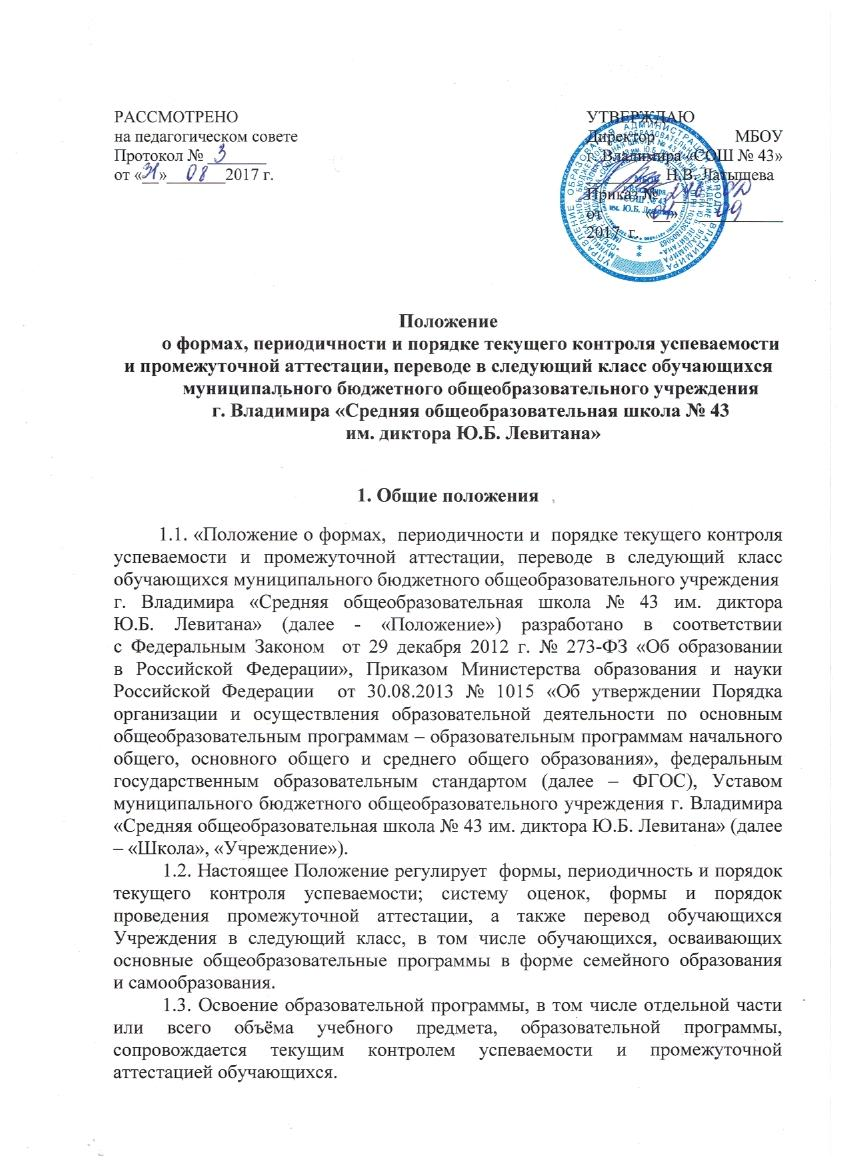 РАССМОТРЕНО
на педагогическом совете
Протокол № 3
от «31» 08 2017 г.
УТВЕРЖДАЮ
Директор МБОУ
г. Владимира «СОШ № 43»
Н.В. Латышева
Приказ №
от « » 09
2017 г.
Положение
о формах, периодичности и порядке текущего контроля успеваемости
и промежуточной аттестации, переводе в следующий класс обучающихся
муниципального бюджетного общеобразовательного учреждения
г. Владимира «Средняя общеобразовательная школа № 43
им. диктора Ю.Б. Левитана»
1. Общие положения
1.1. «Положение о формах, периодичности и порядке текущего контроля
успеваемости и промежуточной аттестации, переводе в следующий класс
обучающихся муниципального бюджетного общеобразовательного учреждения
г. Владимира «Средняя общеобразовательная школа № 43 им. диктора
Ю.Б. Левитана» (далее - «Положение») разработано в соответствии
с Федеральным Законом от 29 декабря 2012 г. № 273-ФЗ «Об образовании
в Российской Федерации», Приказом Министерства образования и науки
Российской Федерации от 30.08.2013 № 1015 «Об утверждении Порядка
организации и осуществления образовательной деятельности по основным
общеобразовательным программам – образовательным программам начального
общего, основного общего и среднего общего образования», федеральным
государственным образовательным стандартом (далее – ФГОС), Уставом
муниципального бюджетного общеобразовательного учреждения г. Владимира
«Средняя общеобразовательная школа № 43 им. диктора Ю.Б. Левитана» (далее
– «Школа», «Учреждение»).
1.2. Настоящее Положение регулирует формы, периодичность и порядок
текущего контроля успеваемости; систему оценок, формы и порядок
проведения промежуточной аттестации, а также перевод обучающихся
Учреждения в следующий класс, в том числе обучающихся, осваивающих
основные общеобразовательные программы в форме семейного образования
и самообразования.
1.3. Освоение образовательной программы, в том числе отдельной части
или всего объёма учебного предмета, образовательной программы,
сопровождается текущим контролем успеваемости и промежуточной
аттестацией обучающихся.